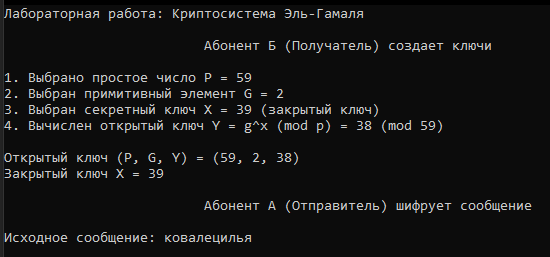 Лабораторная работа: Криптосистема Эль-Гамаля
Абонент Б (Получатель) создает ключи
1. Выбрано простое число P = 59
2. Выбран примитивный элемент G = 2
3. Выбран секретный ключ X = 39 (закрытый ключ)
4. Вычислен открытый ключ Y = g^x (mod p) = 38 (mod 59)
Открытый ключ (P, G, Y) = (59, 2, 38)
Закрытый ключ X = 39
Абонент А (Отправитель) шифрует сообщение
Исходное сообщение: ковалецилья